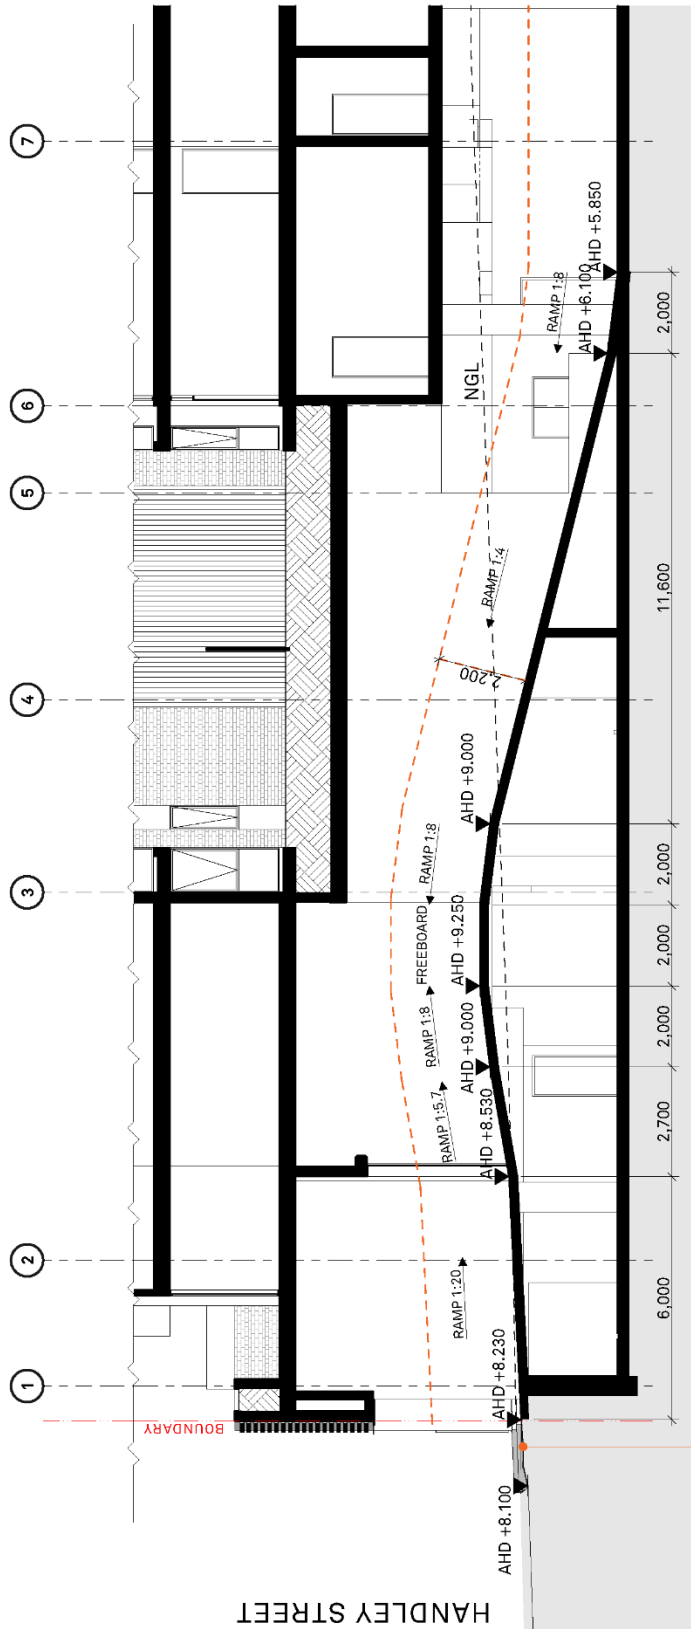 7
6
5
4
3
2
1
BOUNDARY
HANDLEY STREET
NGL
FREEBOARD
RAMP 1:20
RAMP 1:5.7
RAMP 1:8
RAMP 1:8
RAMP 1:4
RAMP 1:8
2,200
AHD +8.100
AHD +8.230
AHD +8.530
AHD +9.000
AHD +9.250
AHD +9.000
AHD +6.100
AHD +5.850
6,000
2,700
2,000
2,000
2,000
11,600
2,000